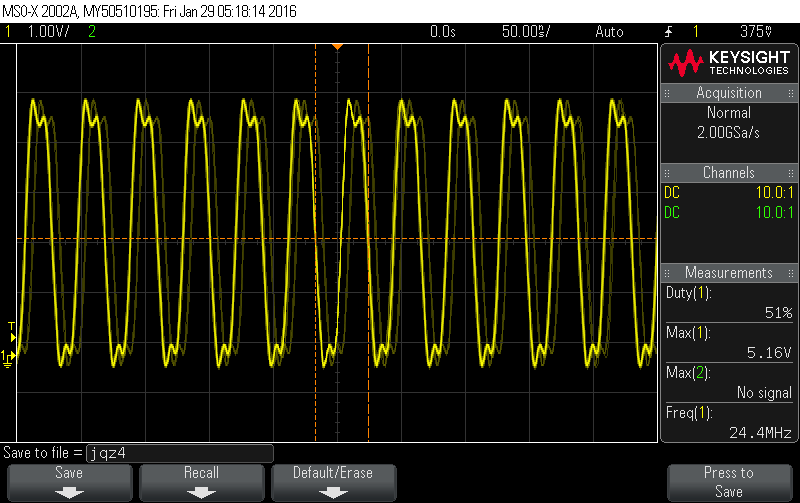 MSO-X 2002A, MY50510195: Fri Jan 29 05:18:14 2016
1 1.00V/ 2 0.0s 50.00ns/ Auto 1 375mV
KEYSIGHT
TECHNOLOGIES
Acquisition
Normal
2.00GSa/s
Channels
DC 10.0:1
DC 10.0:1
Measurements
Duty(1):
51%
Max(1):
5.16V
Max(2):
No signal
Freq(1):
24.4MHz
T
1
Save to file = jqz4
Save
Recall
Default/Erase
Press to
Save